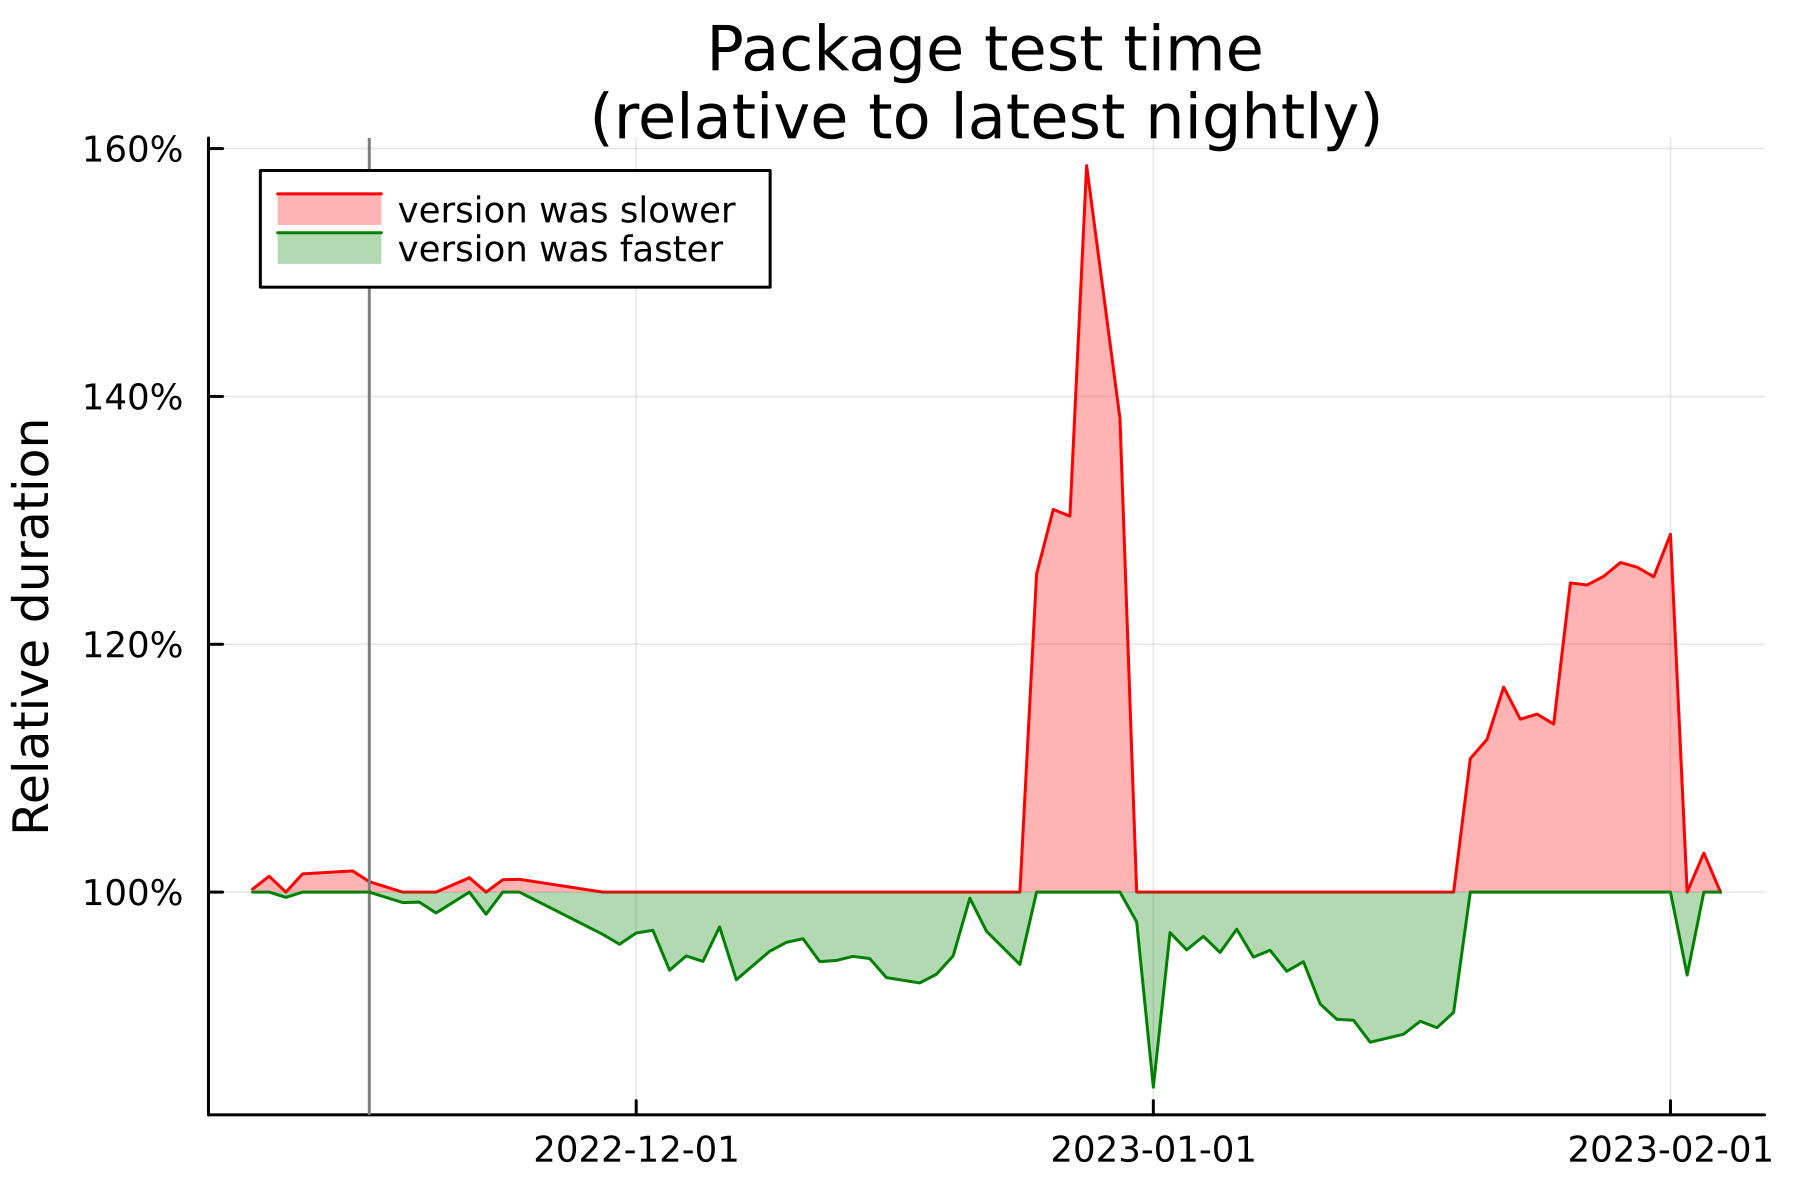 Package test time
(relative to latest nightly)
160%
version was slower
version was faster
140%
Relative duration
120%
100%
2022-12-01
2023-01-01
2023-02-01